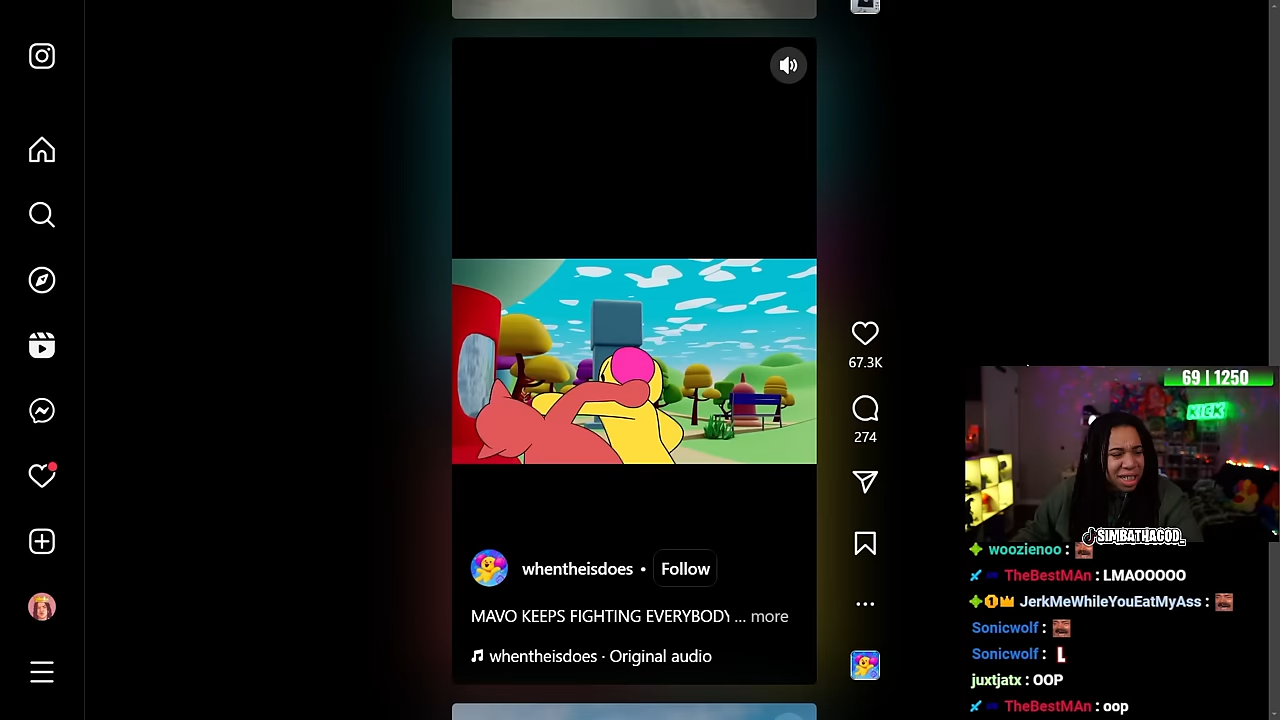 67.3K
274
whentheisdoes • Follow
MAVO KEEPS FIGHTING EVERYBODY ... more
whentheisdoes · Original audio
69 | 1250
KICK
SIMBATHAGOD_
woozienoo :
TheBestMAn : LMAOOOOO
JerkMeWhileYouEatMyAss :
Sonicwolf :
Sonicwolf : L
juxtjatx : OOP
TheBestMAn : oop